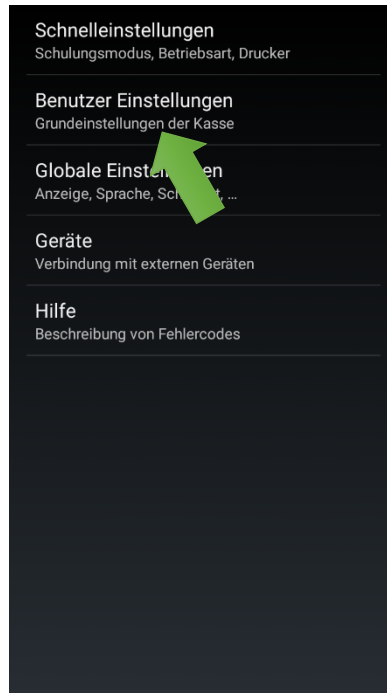 Schnelleinstellungen
Schulungsmodus, Betriebsart, Drucker
Benutzer Einstellungen
Grundeinstellungen der Kasse
Globale
Anzeige, Sprache,
Geräte
Verbindung mit externen Geräten
Hilfe
Beschreibung von Fehlercodes